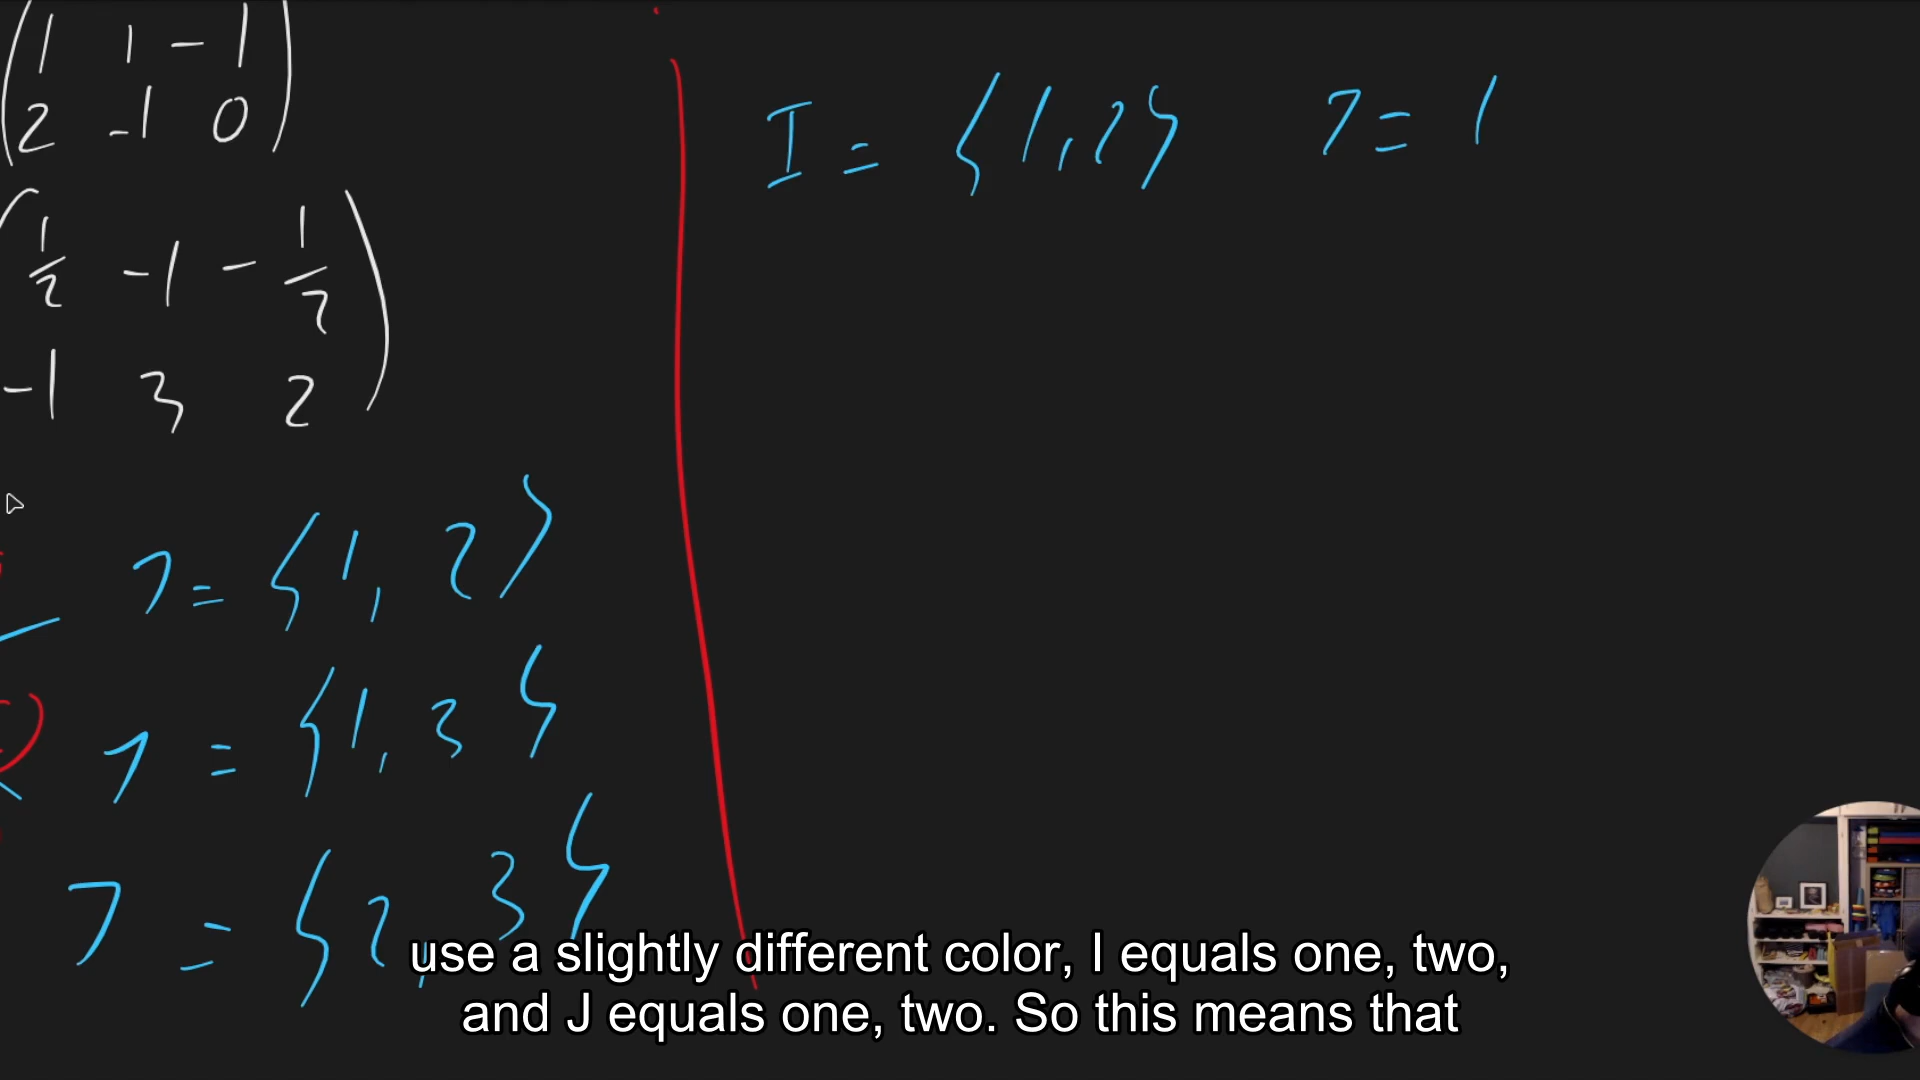 1 1 -1
2 -1 0
1/2 -1 -1/2
-1 3 2
J = {1, 2}
J = {1, 3}
J = {2, 3}
I = {1, 2} J = 1
use a slightly different color, I equals one, two,
and J equals one, two. So this means that